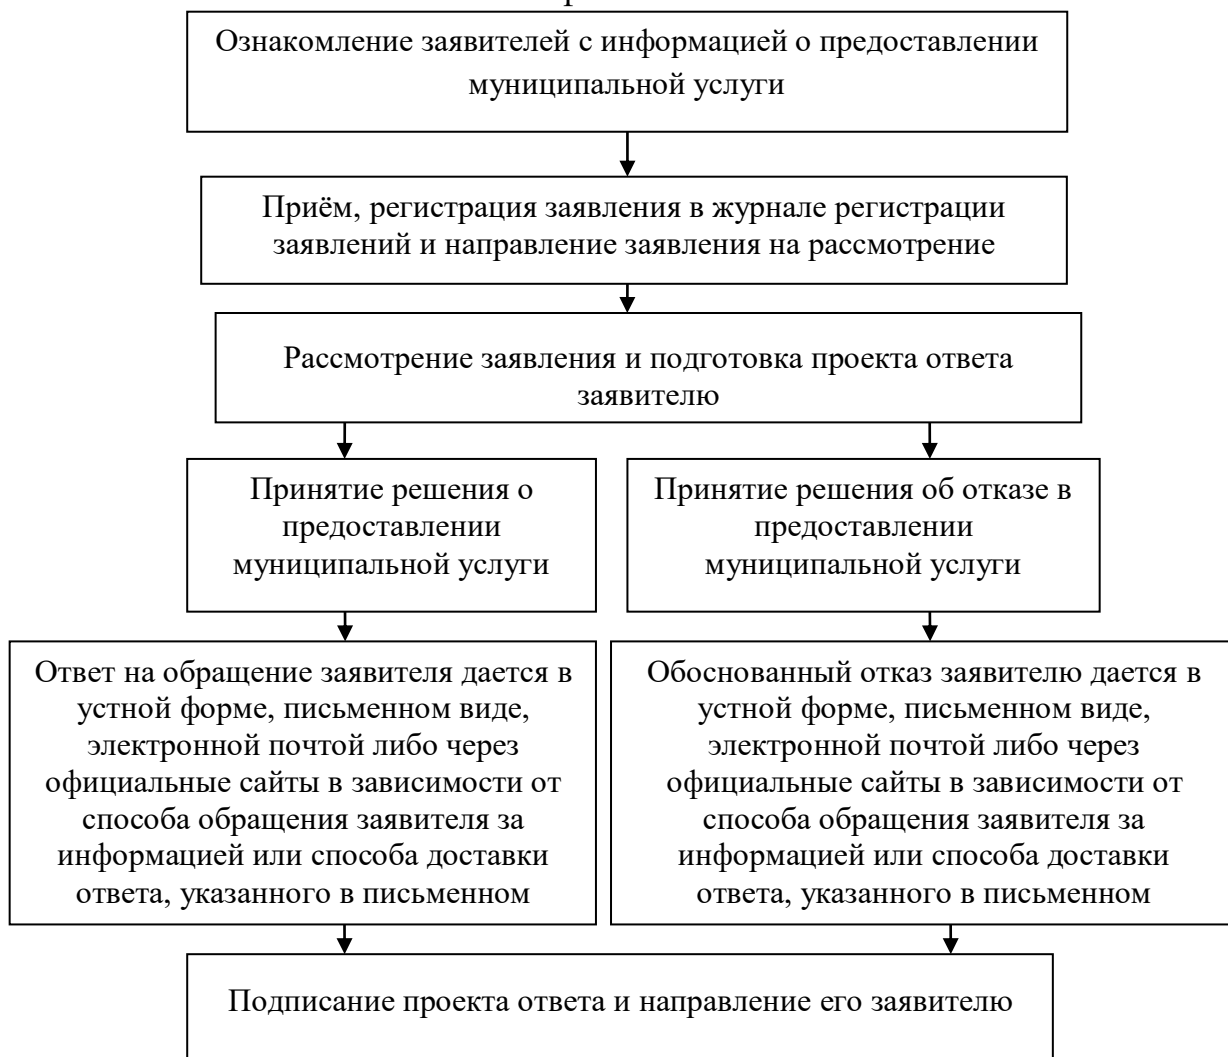 Ознакомление заявителей с информацией о предоставлении
муниципальной услуги
Приём, регистрация заявления в журнале регистрации
заявлений и направление заявления на рассмотрение
Рассмотрение заявления и подготовка проекта ответа
заявителю
Принятие решения о
предоставлении
муниципальной услуги
Принятие решения об отказе в
предоставлении
муниципальной услуги
Ответ на обращение заявителя дается в
устной форме, письменном виде,
электронной почтой либо через
официальные сайты в зависимости от
способа обращения заявителя за
информацией или способа доставки
ответа, указанного в письменном
Обоснованный отказ заявителю дается в
устной форме, письменном виде,
электронной почтой либо через
официальные сайты в зависимости от
способа обращения заявителя за
информацией или способа доставки
ответа, указанного в письменном
Подписание проекта ответа и направление его заявителю